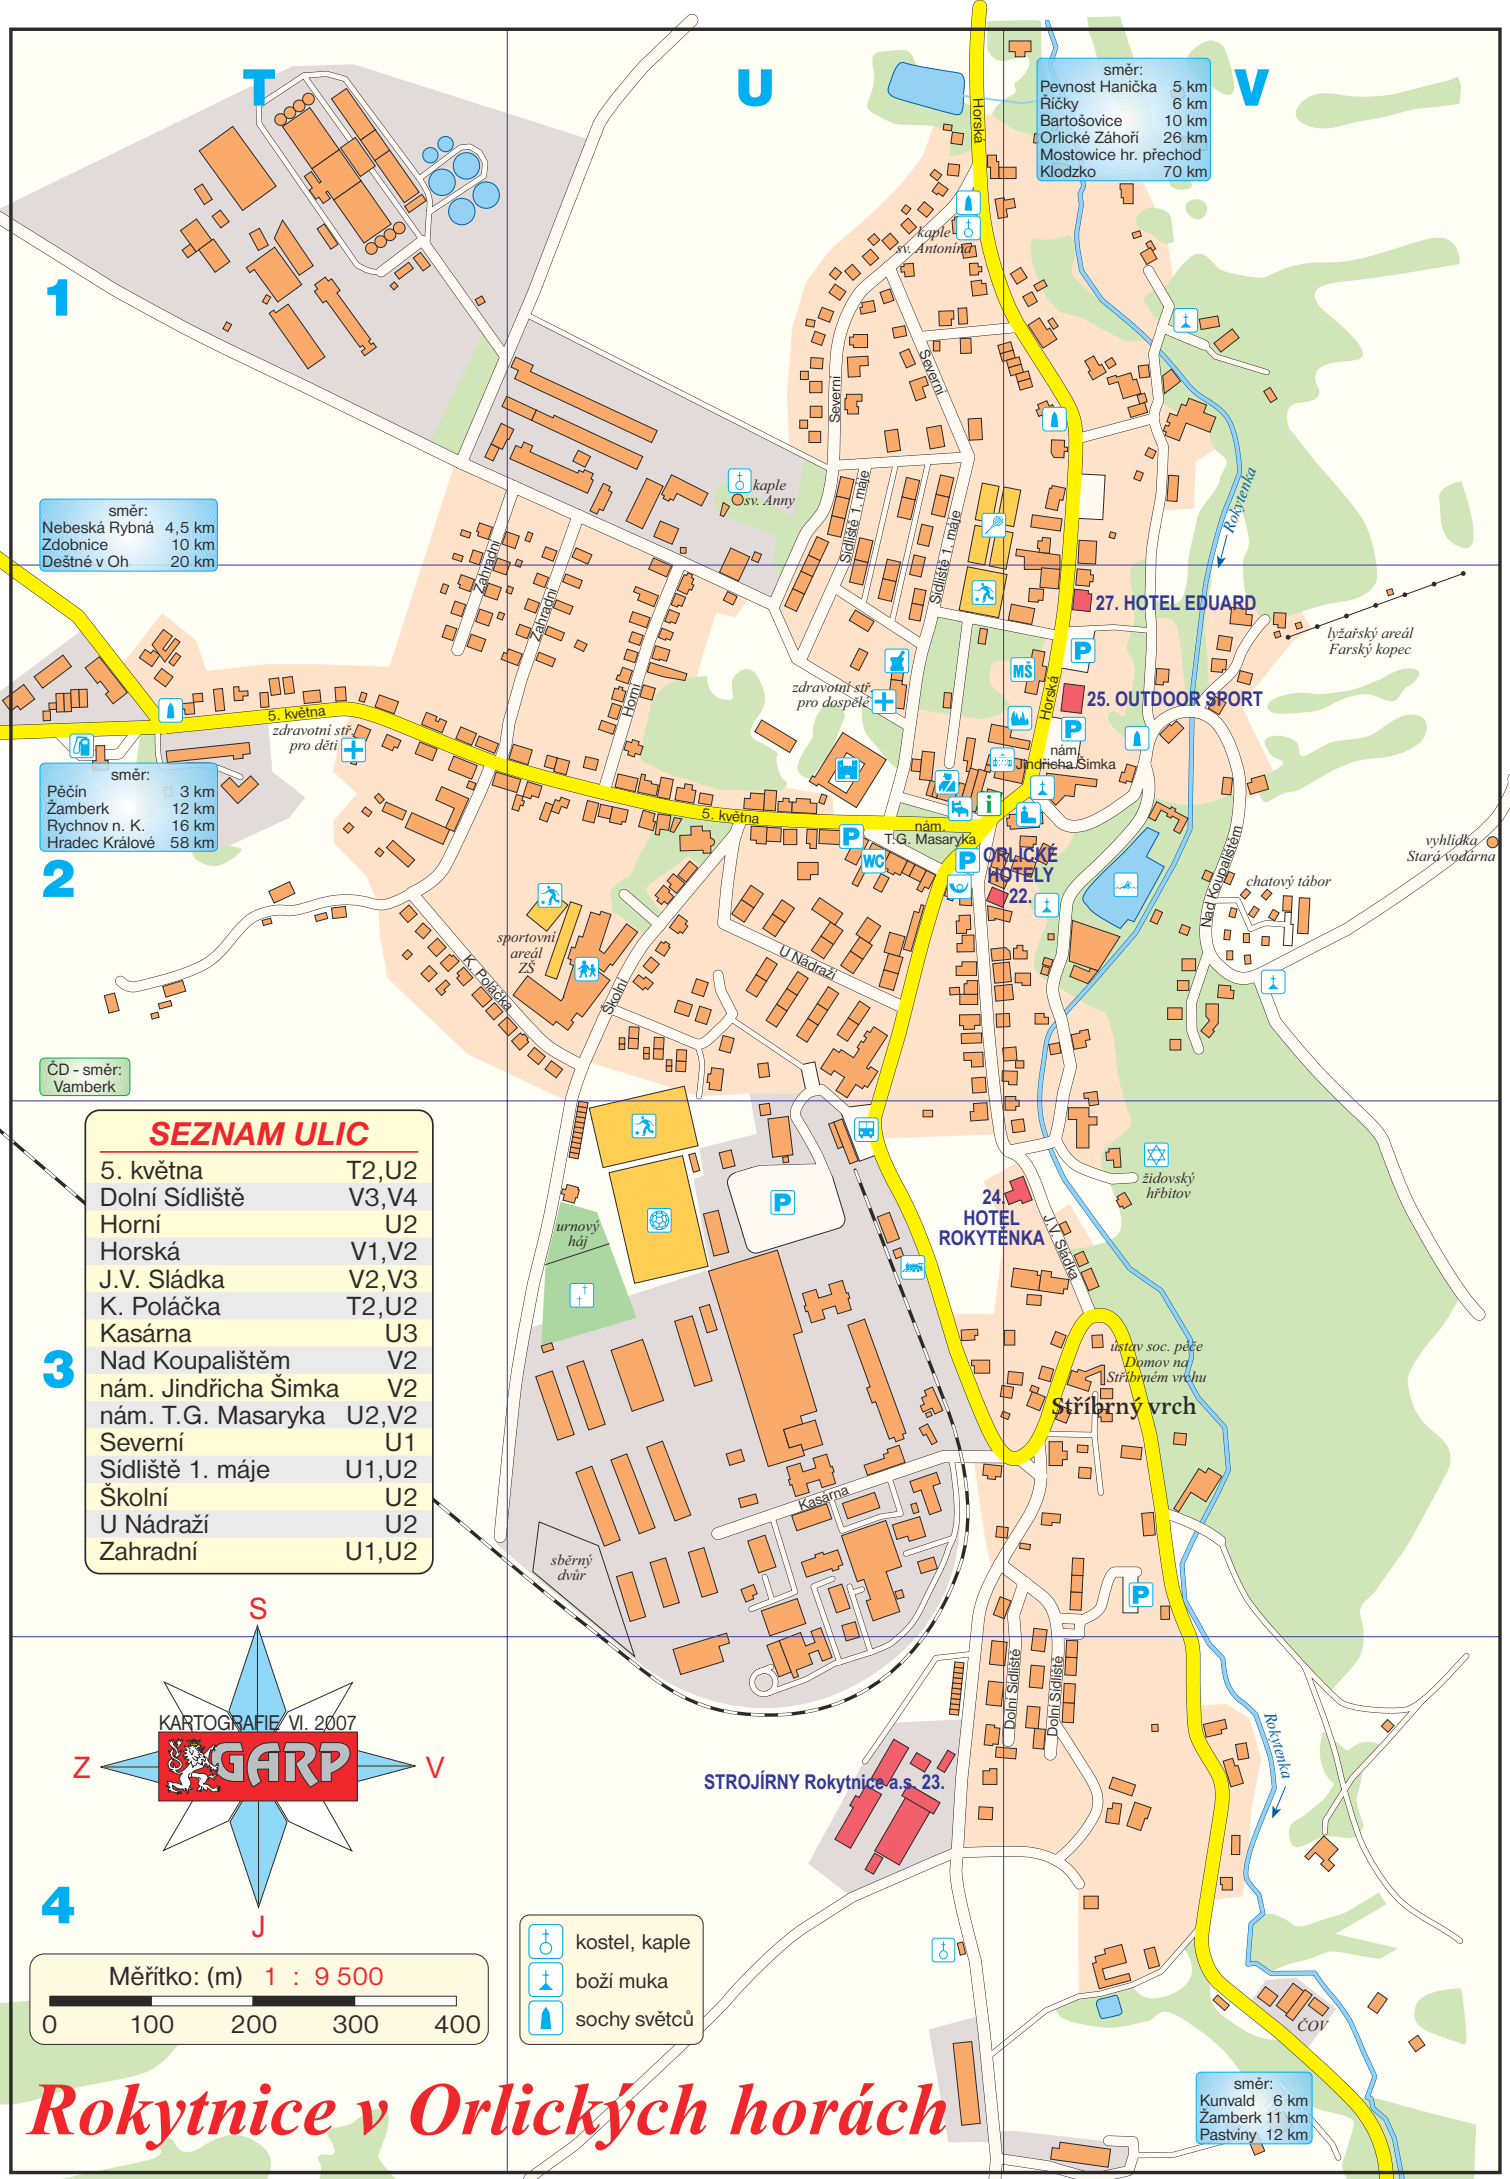 T
U
V
1
2
3
4
směr:
Pevnost Hanička 5 km
Říčky 6 km
Bartošovice 10 km
Orlické Záhoří 26 km
Mostowice hr. přechod
Klodzko 70 km
Horská
kaple
sv. Antonína
Severní
Severní
kaple
sv. Anny
Sídliště 1. máje
Sídliště 1. máje
Rokytenka
směr:
Nebeská Rybná 4,5 km
Zdobnice 10 km
Deštné v Oh 20 km
Zahradní
Zahradní
Horní
27. HOTEL EDUARD
lyžařský areál
Farský kopec
P
MŠ
zdravotní stř.
pro dospělé
Horská
25. OUTDOOR SPORT
P
nám.
Jindřicha Šimka
5. května
zdravotní stř.
pro děti
směr:
Pěčín 3 km
Žamberk 12 km
Rychnov n. K. 16 km
Hradec Králové 58 km
5. května
i
nám.
T.G. Masaryka
P
WC
P
ORLICKÉ
HOTELY
22.
vyhlídka
Stará vodárna
chatový tábor
Nad Koupalištěm
sportovní
areál
ZŠ
K. Poláčka
Školní
U Nádraží
ČD - směr:
Vamberk
SEZNAM ULIC
5. května T2,U2
Dolní Sídliště V3,V4
Horní U2
Horská V1,V2
J.V. Sládka V2,V3
K. Poláčka T2,U2
Kasárna U3
Nad Koupalištěm V2
nám. Jindřicha Šimka V2
nám. T.G. Masaryka U2,V2
Severní U1
Sídliště 1. máje U1,U2
Školní U2
U Nádraží U2
Zahradní U1,U2
urnový
háj
P
židovský
hřbitov
24.
HOTEL
ROKYTENKA
J.V. Sládka
ústav soc. péče
Domov na
Stříbrném vrchu
Stříbrný vrch
Kasárna
sběrný
dvůr
P
Dolní Sídliště
Dolní Sídliště
Rokytenka
STROJÍRNY Rokytnice a.s. 23.
S
Z
V
J
KARTOGRAFIE VI. 2007
GARP
Měřítko: (m) 1 : 9 500
0 100 200 300 400
kostel, kaple
boží muka
sochy světců
ČOV
směr:
Kunvald 6 km
Žamberk 11 km
Pastviny 12 km
Rokytnice v Orlických horách